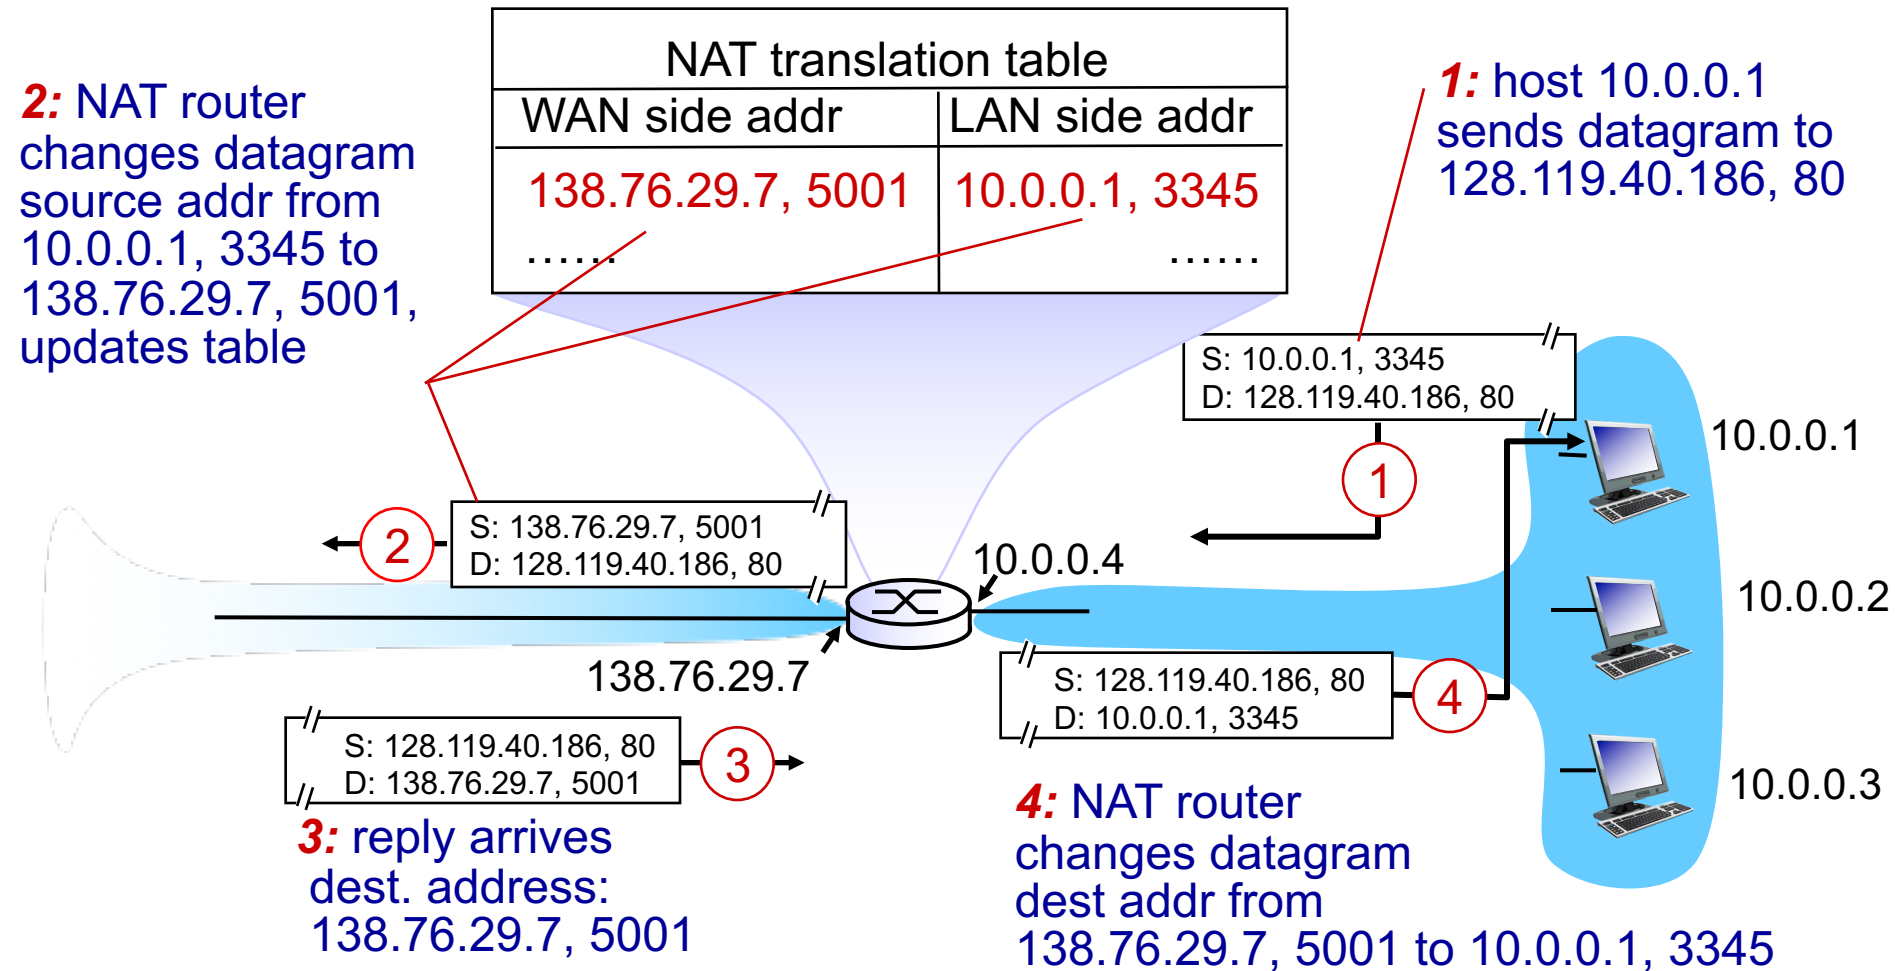 NAT translation table
WAN side addr LAN side addr
138.76.29.7, 5001 10.0.0.1, 3345
...... ......
2: NAT router
changes datagram
source addr from
10.0.0.1, 3345 to
138.76.29.7, 5001,
updates table
1: host 10.0.0.1
sends datagram to
128.119.40.186, 80
S: 10.0.0.1, 3345
D: 128.119.40.186, 80
1
10.0.0.1
2
S: 138.76.29.7, 5001
D: 128.119.40.186, 80
10.0.0.4
10.0.0.2
138.76.29.7
S: 128.119.40.186, 80
D: 10.0.0.1, 3345
4
S: 128.119.40.186, 80
D: 138.76.29.7, 5001
3
10.0.0.3
3: reply arrives
dest. address:
138.76.29.7, 5001
4: NAT router
changes datagram
dest addr from
138.76.29.7, 5001 to 10.0.0.1, 3345